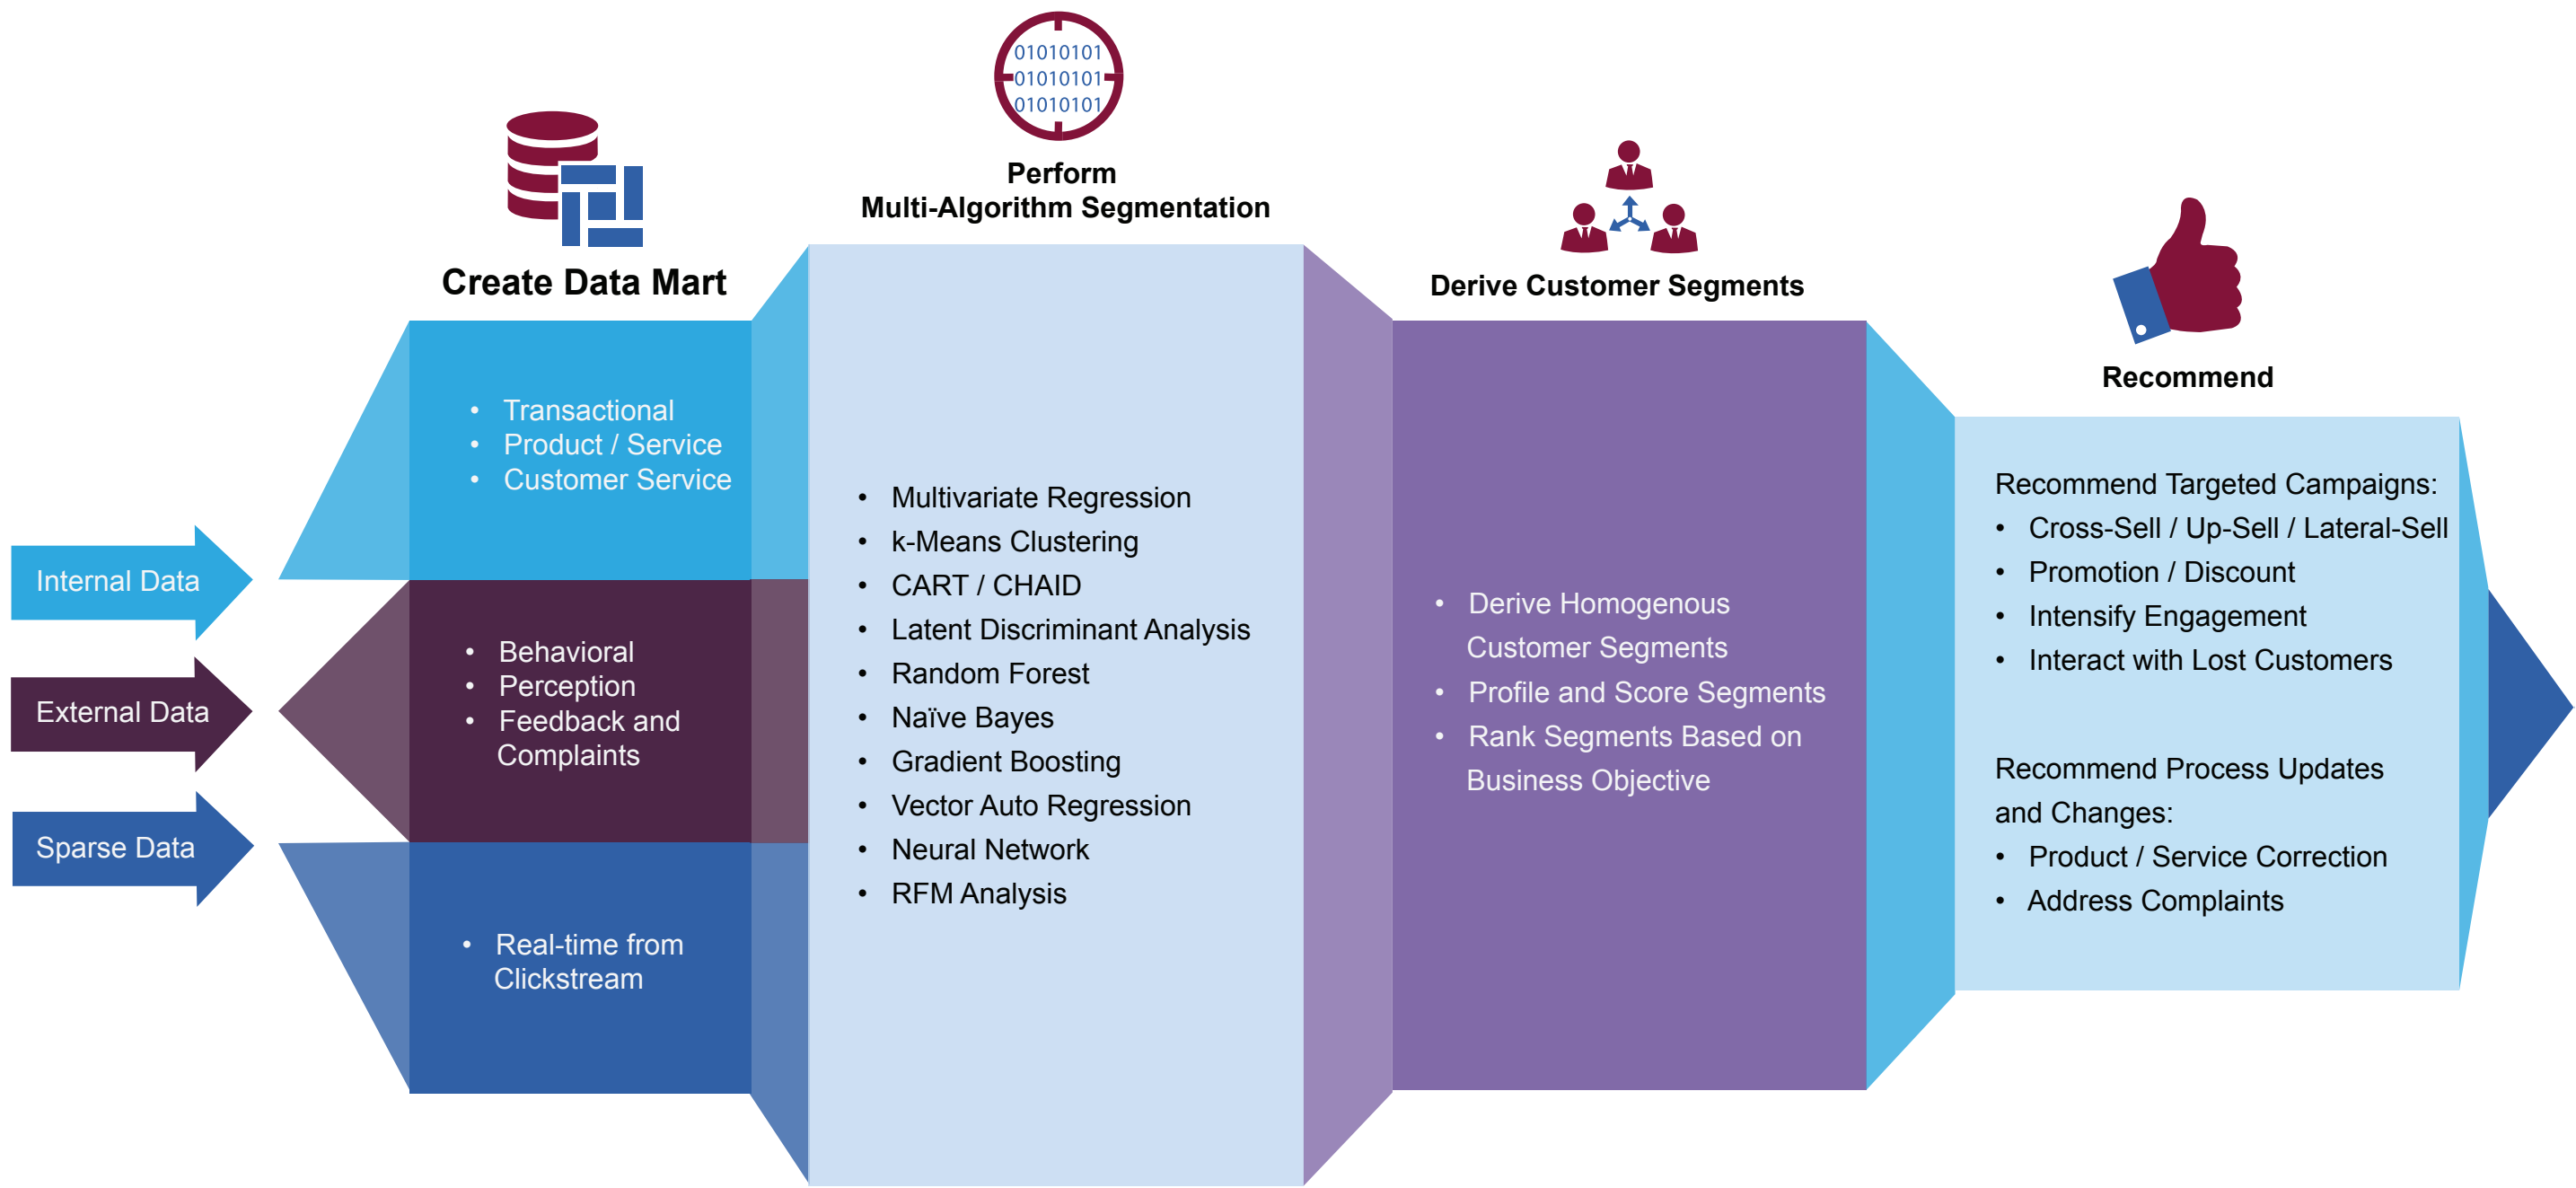 01010101
01010101
01010101
Perform
Multi-Algorithm Segmentation
Create Data Mart
Derive Customer Segments
Recommend
Internal Data
External Data
Sparse Data
• Transactional
• Product / Service
• Customer Service
• Behavioral
• Perception
• Feedback and
Complaints
• Real-time from
Clickstream
• Multivariate Regression
• k-Means Clustering
• CART / CHAID
• Latent Discriminant Analysis
• Random Forest
• Naïve Bayes
• Gradient Boosting
• Vector Auto Regression
• Neural Network
• RFM Analysis
• Derive Homogenous
Customer Segments
• Profile and Score Segments
• Rank Segments Based on
Business Objective
Recommend Targeted Campaigns:
• Cross-Sell / Up-Sell / Lateral-Sell
• Promotion / Discount
• Intensify Engagement
• Interact with Lost Customers
Recommend Process Updates
and Changes:
• Product / Service Correction
• Address Complaints